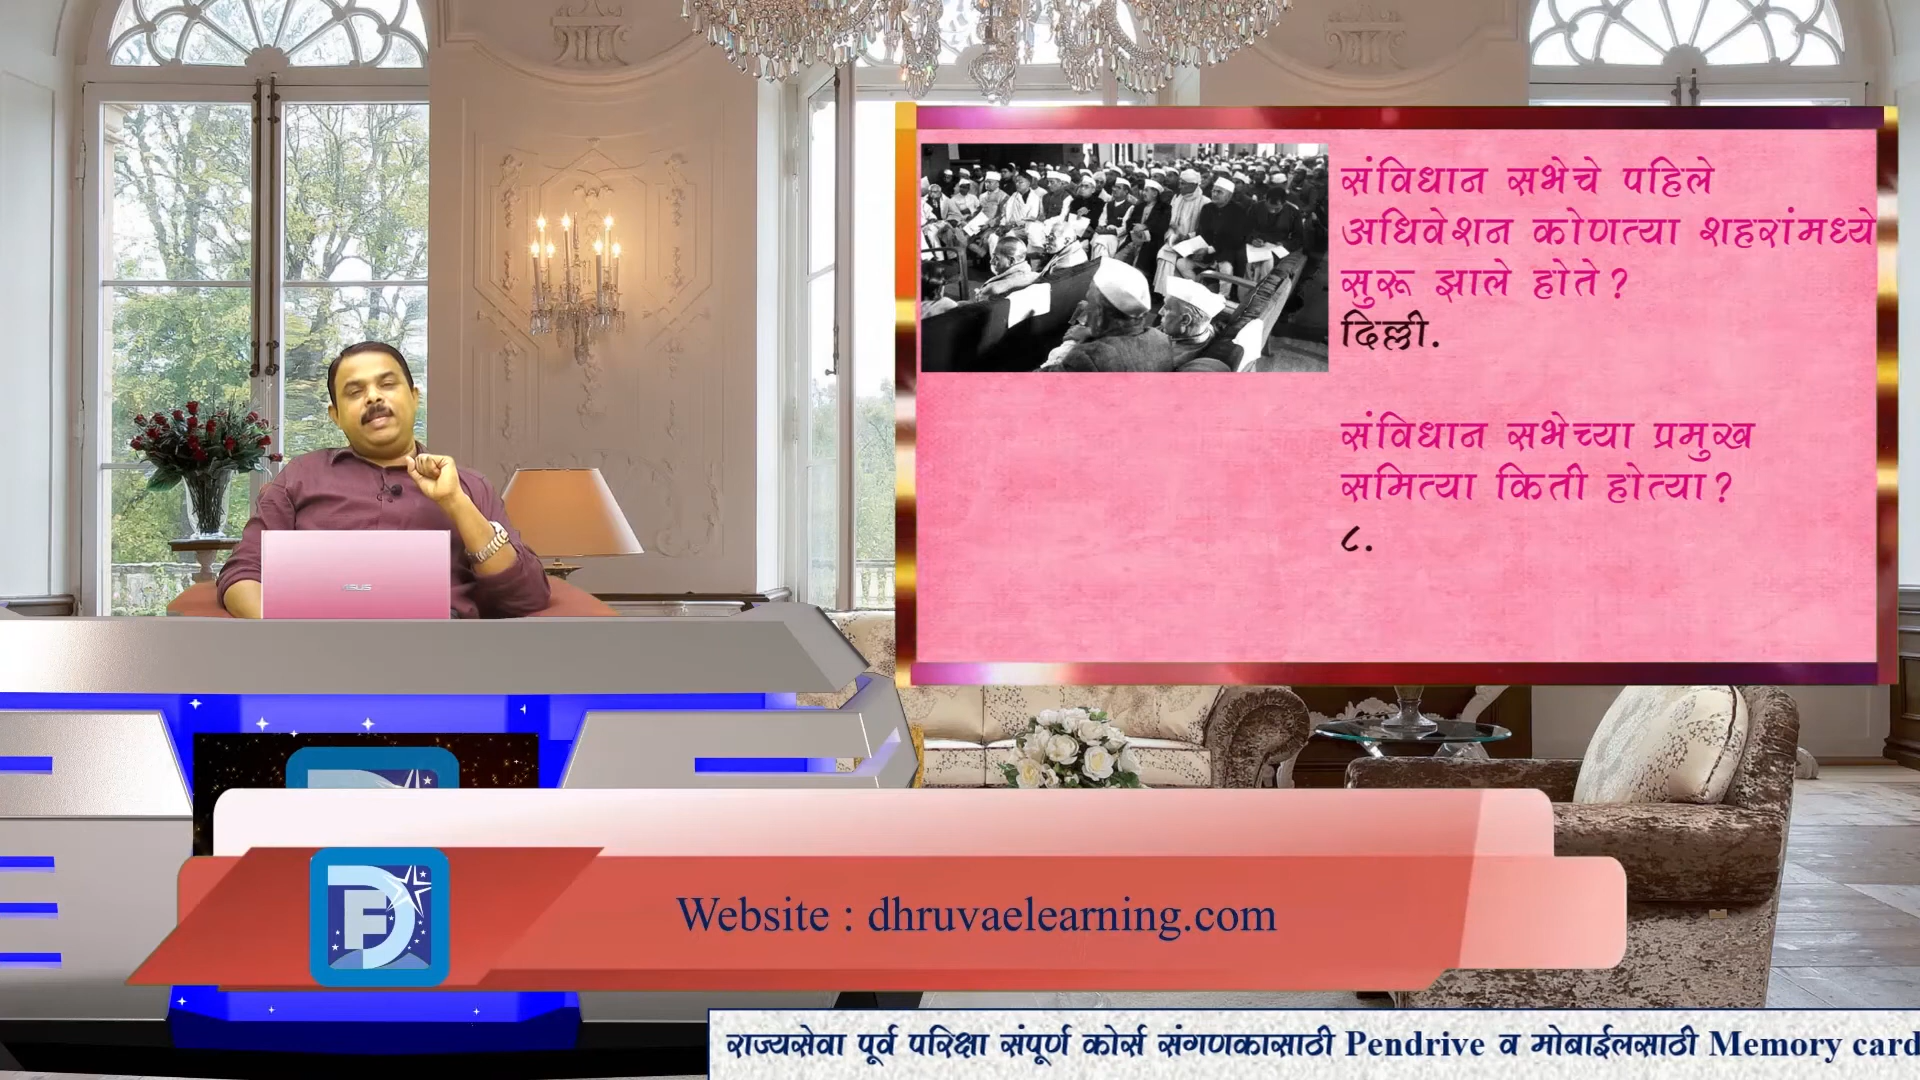 संविधान सभेचे पहिले
अधिवेशन कोणत्या शहरांमध्ये
सुरू झाले होते?
दिल्ली.
संविधान सभेच्या प्रमुख
समित्या किती होत्या?
८.
ASUS
Website : dhruvaelearning.com
राज्यसेवा पूर्व परिक्षा संपूर्ण कोर्स संगणकासाठी Pendrive व मोबाईलसाठी Memory card